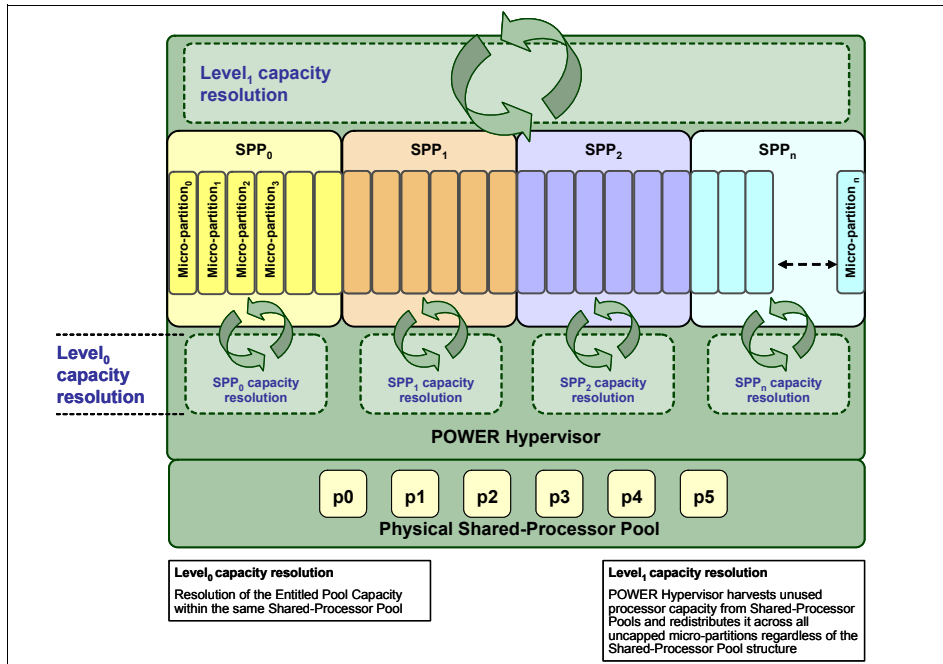 Level₁ capacity
resolution
SPP₀
SPP₁
SPP₂
SPPₙ
Micro-partition₀
Micro-partition₁
Micro-partition₂
Micro-partition₃
Micro-partition n
Level₀
capacity
resolution
SPP₀ capacity
resolution
SPP₁ capacity
resolution
SPP₂ capacity
resolution
SPPₙ capacity
resolution
POWER Hypervisor
p0
p1
p2
p3
p4
p5
Physical Shared-Processor Pool
Level₀ capacity resolution
Resolution of the Entitled Pool Capacity
within the same Shared-Processor Pool
Level₁ capacity resolution
POWER Hypervisor harvests unused
processor capacity from Shared-Processor
Pools and redistributes it across all
uncapped micro-partitions regardless of the
Shared-Processor Pool structure